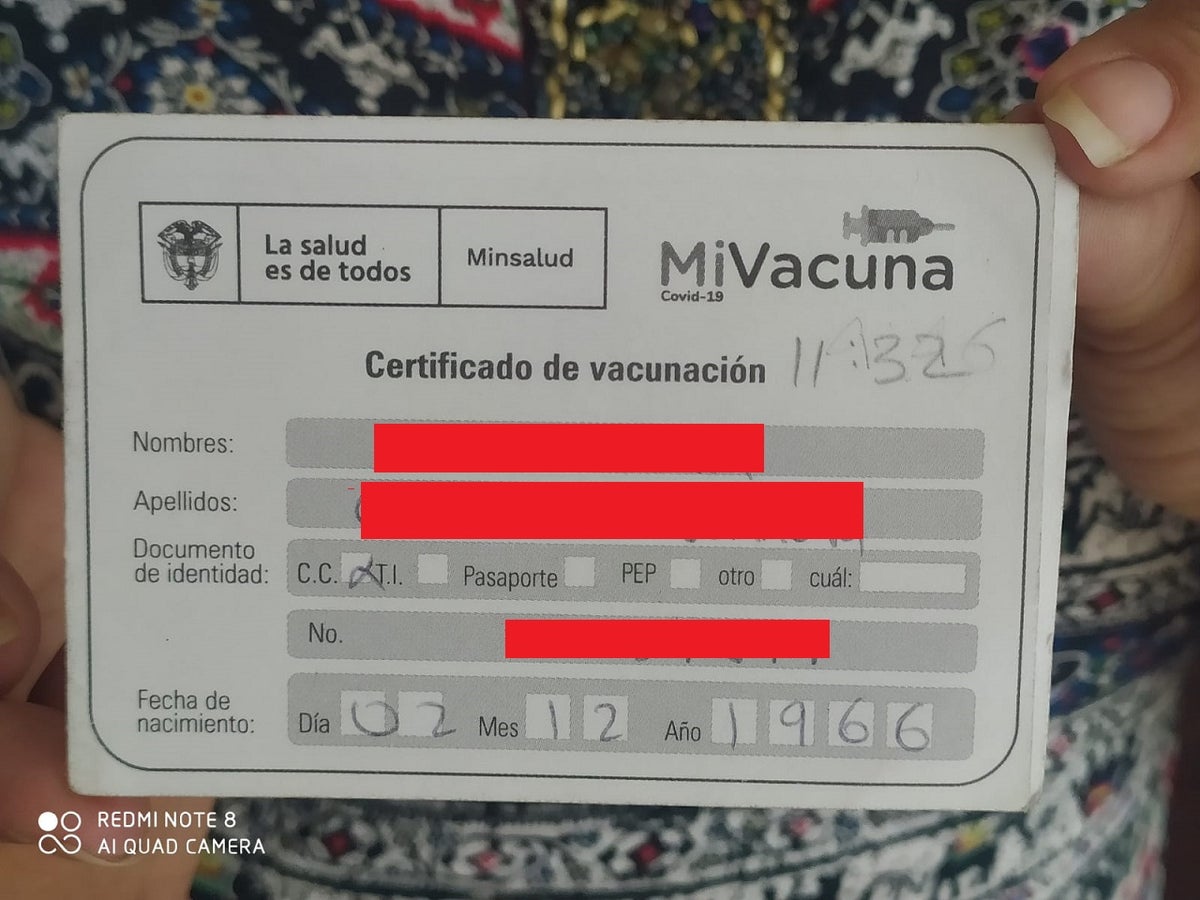 La salud
es de todos
Minsalud
MiVacuna
Covid-19
Certificado de vacunación
Nombres:
Apellidos:
Documento
de identidad:
C.C. X T.I. Pasaporte PEP otro cuál:
No.
Fecha de
nacimiento:
Día 02 Mes 12 Año 1966
REDMI NOTE 8
AI QUAD CAMERA